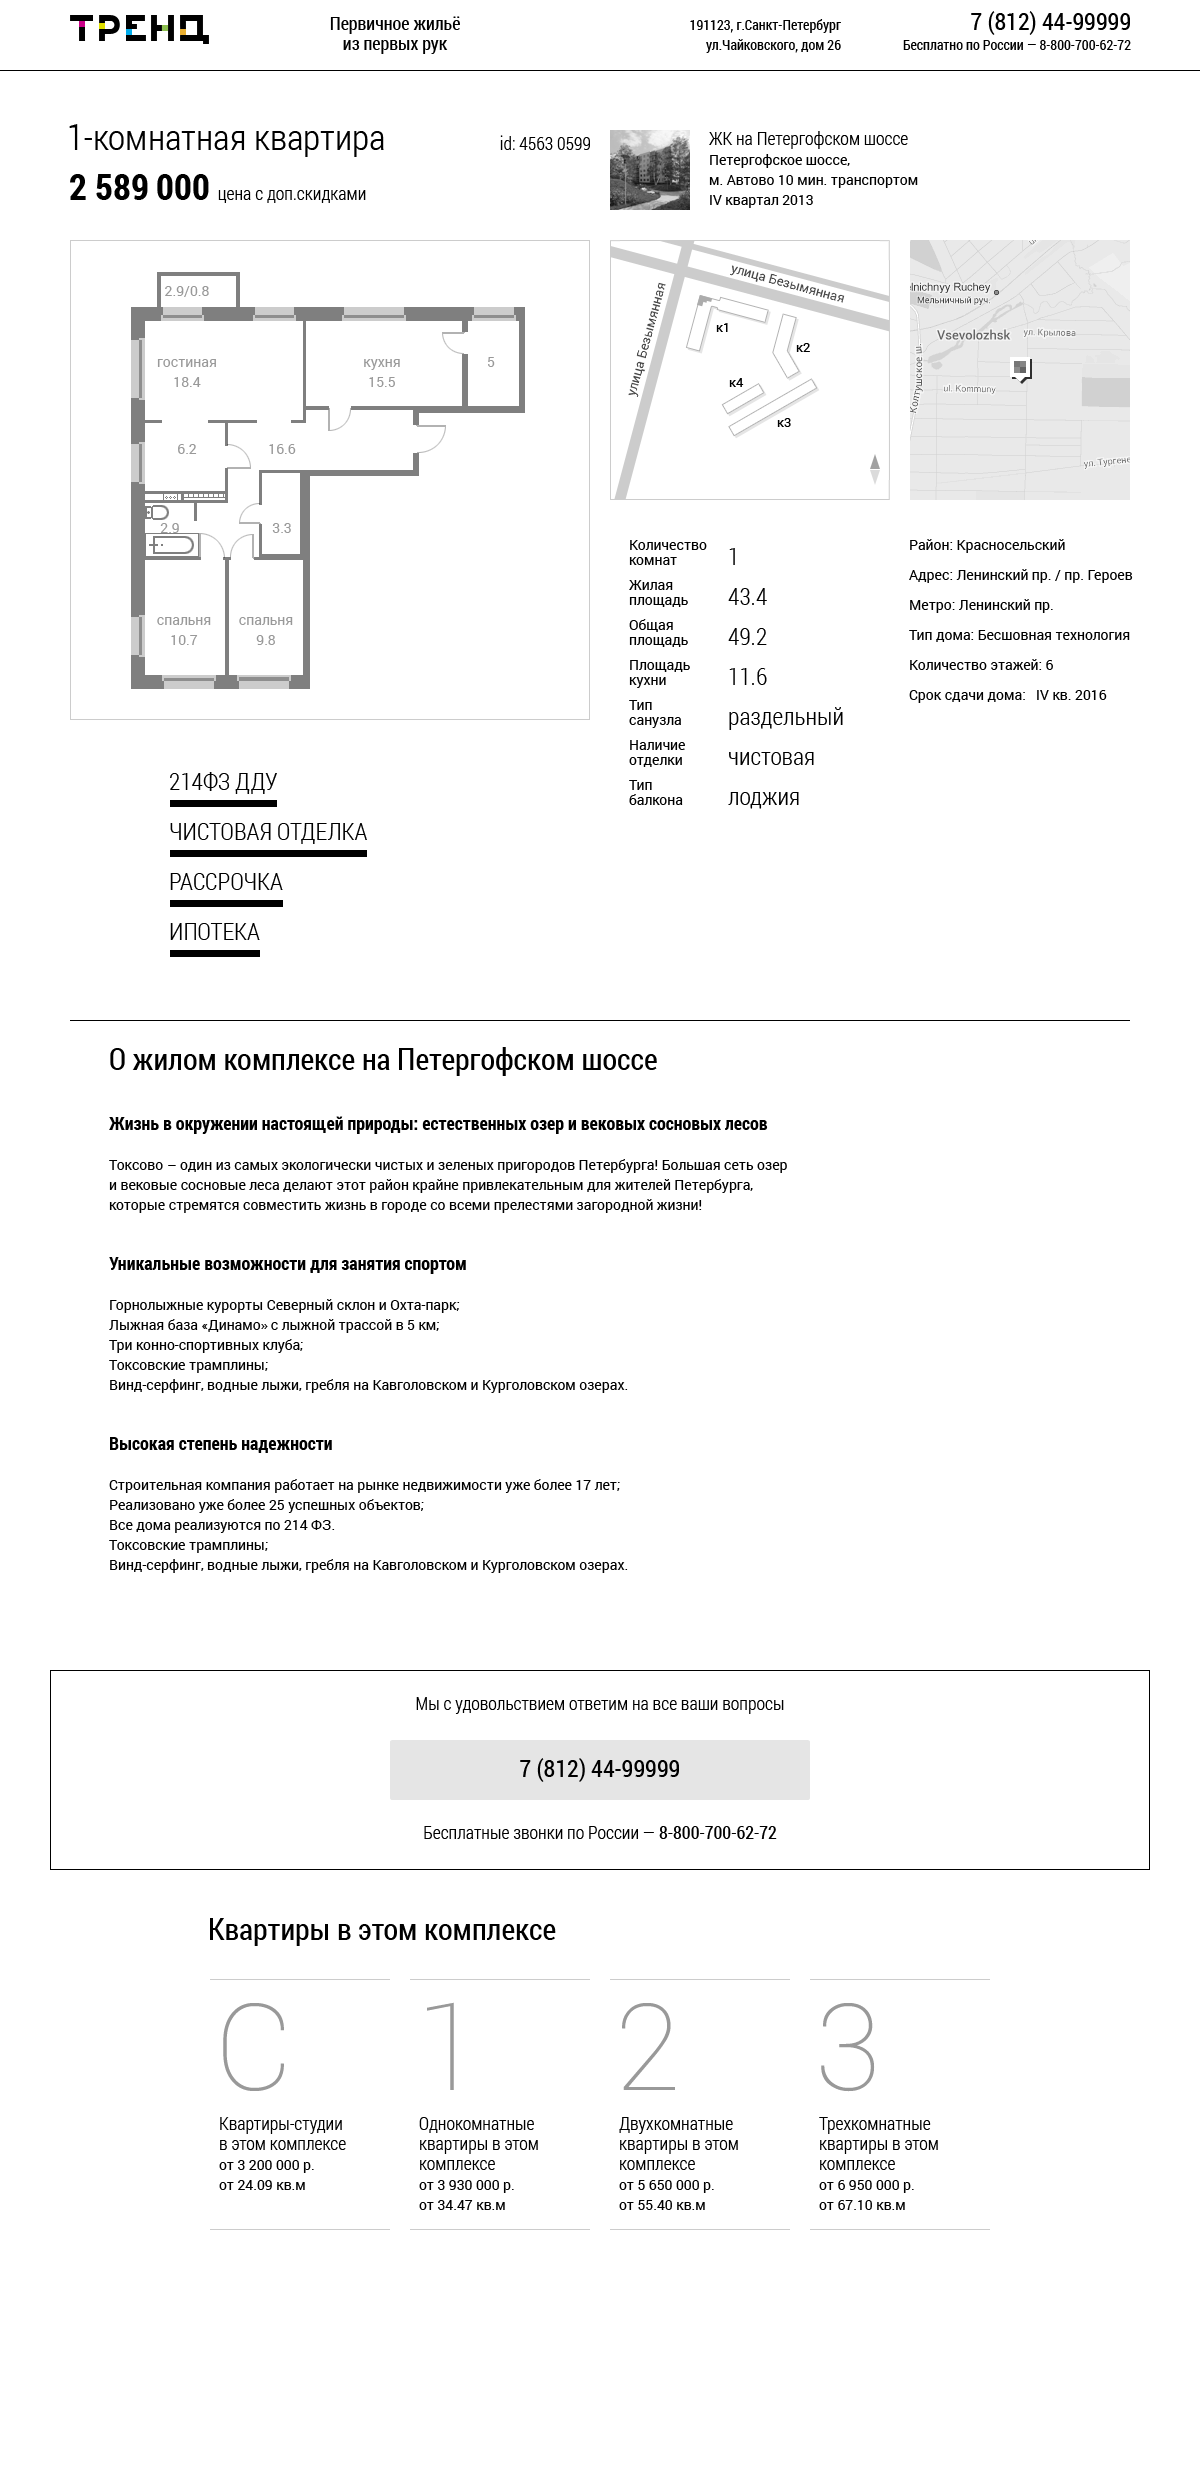 ТРЕНД
Первичное жильё
из первых рук
191123, г.Санкт-Петербург
ул.Чайковского, дом 26
7 (812) 44-99999
Бесплатно по России — 8-800-700-62-72
1-комнатная квартира
id: 4563 0599
2 589 000 цена с доп.скидками
ЖК на Петергофском шоссе
Петергофское шоссе,
м. Автово 10 мин. транспортом
IV квартал 2013
2.9/0.8
гостиная
18.4
кухня
15.5
5
6.2
16.6
2.9
3.3
спальня
10.7
спальня
9.8
улица Безымянная
улица Безымянная
к1
к2
к4
к3
lnichnyy Ruchey
Мельничный руч.
Vsevolozhsk
ул. Крылова
ul. Kommuny
Колтушское ш.
ул. Тургене
Количество
комнат
1
Жилая
площадь
43.4
Общая
площадь
49.2
Площадь
кухни
11.6
Тип
санузла
раздельный
Наличие
отделки
чистовая
Тип
балкона
лоджия
Район: Красносельский
Адрес: Ленинский пр. / пр. Героев
Метро: Ленинский пр.
Тип дома: Бесшовная технология
Количество этажей: 6
Срок сдачи дома: IV кв. 2016
214ФЗ ДДУ
ЧИСТОВАЯ ОТДЕЛКА
РАССРОЧКА
ИПОТЕКА
О жилом комплексе на Петергофском шоссе
Жизнь в окружении настоящей природы: естественных озер и вековых сосновых лесов
Токсово – один из самых экологически чистых и зеленых пригородов Петербурга! Большая сеть озер
и вековые сосновые леса делают этот район крайне привлекательным для жителей Петербурга,
которые стремятся совместить жизнь в городе со всеми прелестями загородной жизни!
Уникальные возможности для занятия спортом
Горнолыжные курорты Северный склон и Охта-парк;
Лыжная база «Динамо» с лыжной трассой в 5 км;
Три конно-спортивных клуба;
Токсовские трамплины;
Винд-серфинг, водные лыжи, гребля на Кавголовском и Курголовском озерах.
Высокая степень надежности
Строительная компания работает на рынке недвижимости уже более 17 лет;
Реализовано уже более 25 успешных объектов;
Все дома реализуются по 214 ФЗ.
Токсовские трамплины;
Винд-серфинг, водные лыжи, гребля на Кавголовском и Курголовском озерах.
Мы с удовольствием ответим на все ваши вопросы
7 (812) 44-99999
Бесплатные звонки по России — 8-800-700-62-72
Квартиры в этом комплексе
С
Квартиры-студии
в этом комплексе
от 3 200 000 р.
от 24.09 кв.м
1
Однокомнатные
квартиры в этом
комплексе
от 3 930 000 р.
от 34.47 кв.м
2
Двухкомнатные
квартиры в этом
комплексе
от 5 650 000 р.
от 55.40 кв.м
3
Трехкомнатные
квартиры в этом
комплексе
от 6 950 000 р.
от 67.10 кв.м